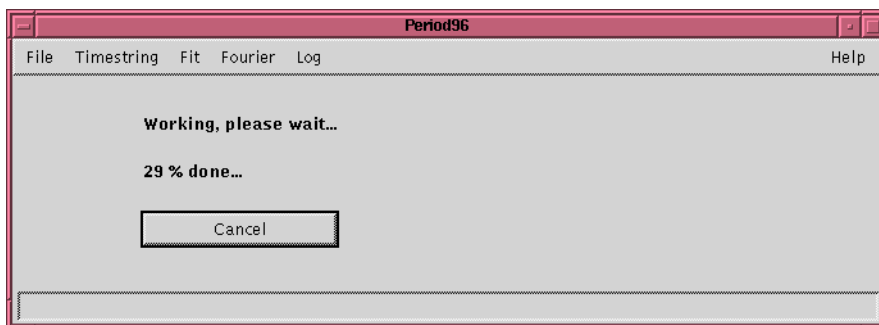 Period96
File Timestring Fit Fourier Log Help
Working, please wait...
29 % done...
Cancel